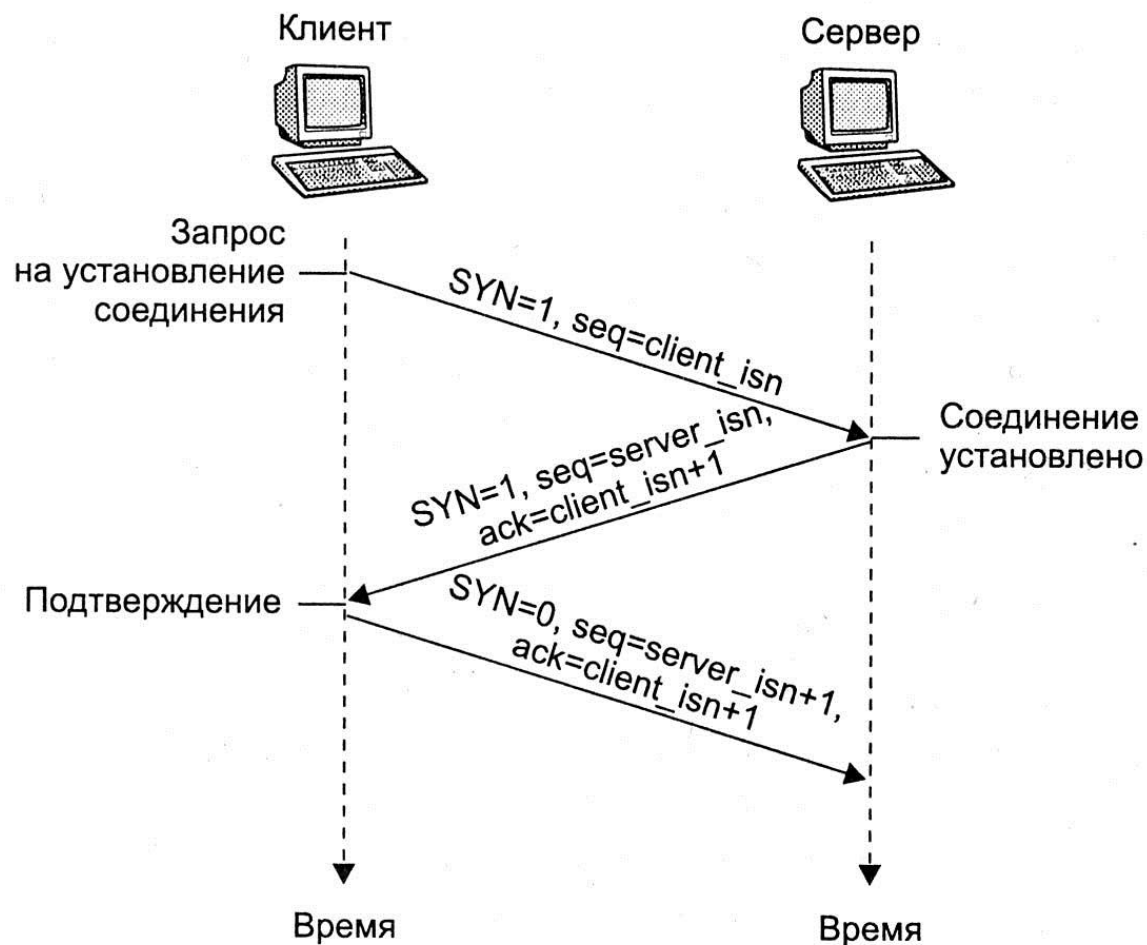 Клиент
Сервер
Запрос
на установление
соединения
SYN=1, seq=client_isn
Соединение
установлено
SYN=1, seq=server_isn,
ack=client_isn+1
Подтверждение
SYN=0, seq=server_isn+1,
ack=client_isn+1
Время
Время